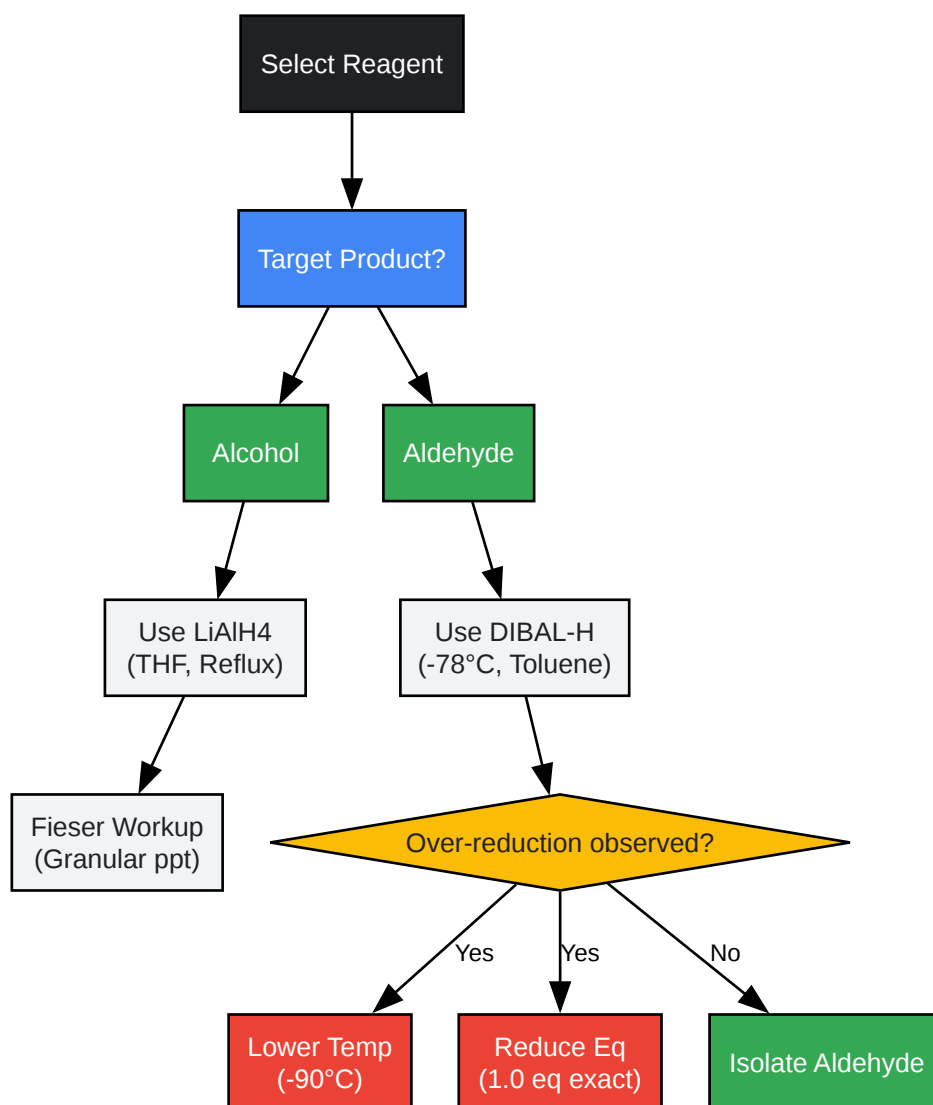 Select Reagent
Target Product?
Alcohol
Aldehyde
Use LiAlH4
(THF, Reflux)
Use DIBAL-H
(-78°C, Toluene)
Fieser Workup
(Granular ppt)
Over-reduction observed?
Yes
Yes
No
Lower Temp
(-90°C)
Reduce Eq
(1.0 eq exact)
Isolate Aldehyde